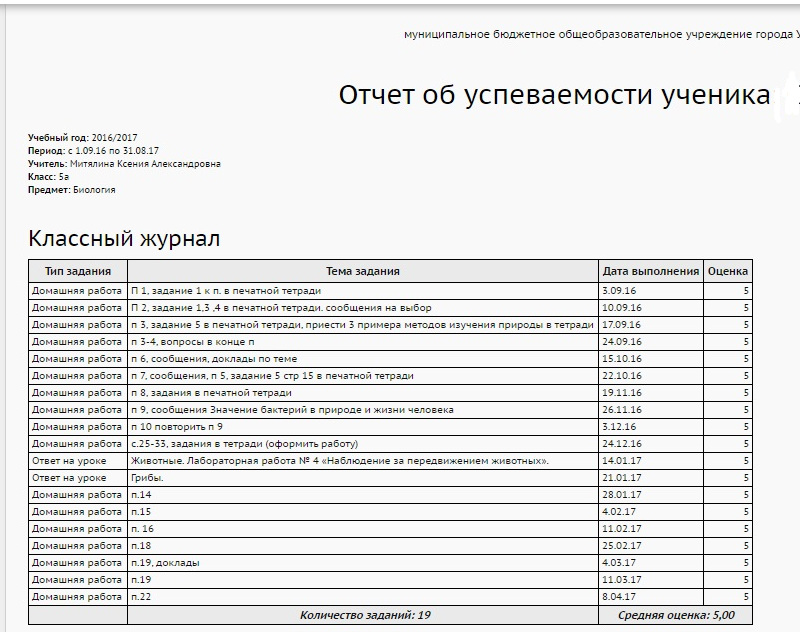 муниципальное бюджетное общеобразовательное учреждение города
Отчет об успеваемости ученика
Учебный год: 2016/2017
Период: с 1.09.16 по 31.08.17
Учитель: Митялина Ксения Александровна
Класс: 5а
Предмет: Биология
Классный журнал
Тип задания Тема задания Дата выполнения Оценка
Домашняя работа П 1, задание 1 к п. в печатной тетради 3.09.16 5
Домашняя работа П 2, задание 1,3 ,4 в печатной тетради. сообщения на выбор 10.09.16 5
Домашняя работа п 3, задание 5 в печатной тетради, приести 3 примера методов изучения природы в тетради 17.09.16 5
Домашняя работа п 3-4, вопросы в конце п 24.09.16 5
Домашняя работа п 6, сообщения, доклады по теме 15.10.16 5
Домашняя работа п 7, сообщения, п 5, задание 5 стр 15 в печатной тетради 22.10.16 5
Домашняя работа п 8, задания в печатной тетради 19.11.16 5
Домашняя работа п 9, сообщения Значение бактерий в природе и жизни человека 26.11.16 5
Домашняя работа п 10 повторить п 9 3.12.16 5
Домашняя работа с.25-33, задания в тетради (оформить работу) 24.12.16 5
Ответ на уроке Животные. Лабораторная работа № 4 «Наблюдение за передвижением животных». 14.01.17 5
Ответ на уроке Грибы. 21.01.17 5
Домашняя работа п.14 28.01.17 5
Домашняя работа п.15 4.02.17 5
Домашняя работа п. 16 11.02.17 5
Домашняя работа п.18 25.02.17 5
Домашняя работа п.19, доклады 4.03.17 5
Домашняя работа п.19 11.03.17 5
Домашняя работа п.22 8.04.17 5
Количество заданий: 19 Средняя оценка: 5,00